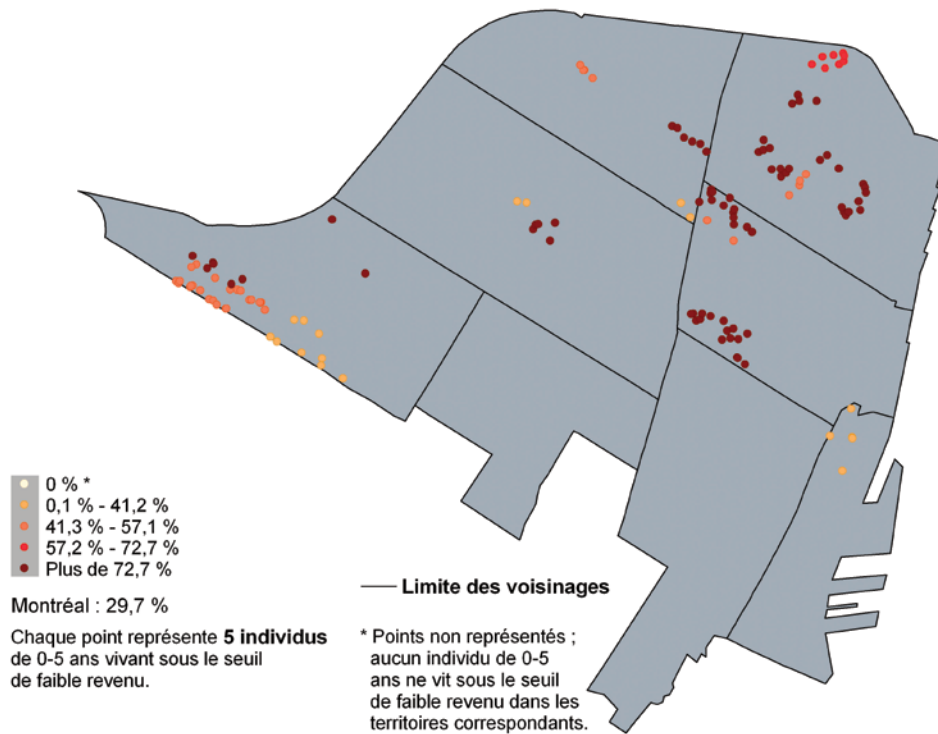 0 % *
0,1 % - 41,2 %
41,3 % - 57,1 %
57,2 % - 72,7 %
Plus de 72,7 %
Montréal : 29,7 %
Chaque point représente 5 individus
de 0-5 ans vivant sous le seuil
de faible revenu.
Limite des voisinages
* Points non représentés ;
aucun individu de 0-5
ans ne vit sous le seuil
de faible revenu dans les
territoires correspondants.